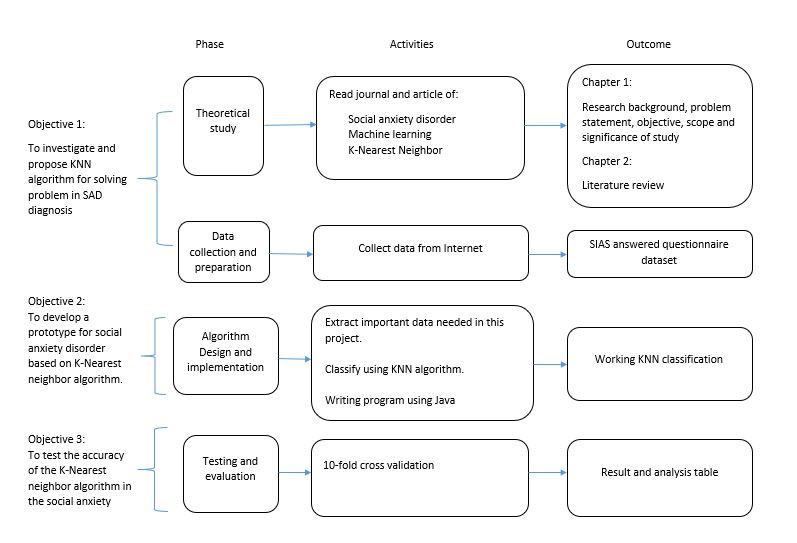 Phase
Activities
Outcome
Objective 1:
To investigate and
propose KNN
algorithm for solving
problem in SAD
diagnosis
Theoretical
study
Read journal and article of:
Social anxiety disorder
Machine learning
K-Nearest Neighbor
Chapter 1:
Research background, problem
statement, objective, scope and
significance of study
Chapter 2:
Literature review
Data
collection and
preparation
Collect data from Internet
SIAS answered questionnaire
dataset
Objective 2:
To develop a
prototype for social
anxiety disorder
based on K-Nearest
neighbor algorithm.
Algorithm
Design and
implementation
Extract important data needed in this
project.
Classify using KNN algorithm.
Writing program using Java
Working KNN classification
Objective 3:
To test the accuracy
of the K-Nearest
neighbor algorithm in
the social anxiety
Testing and
evaluation
10-fold cross validation
Result and analysis table